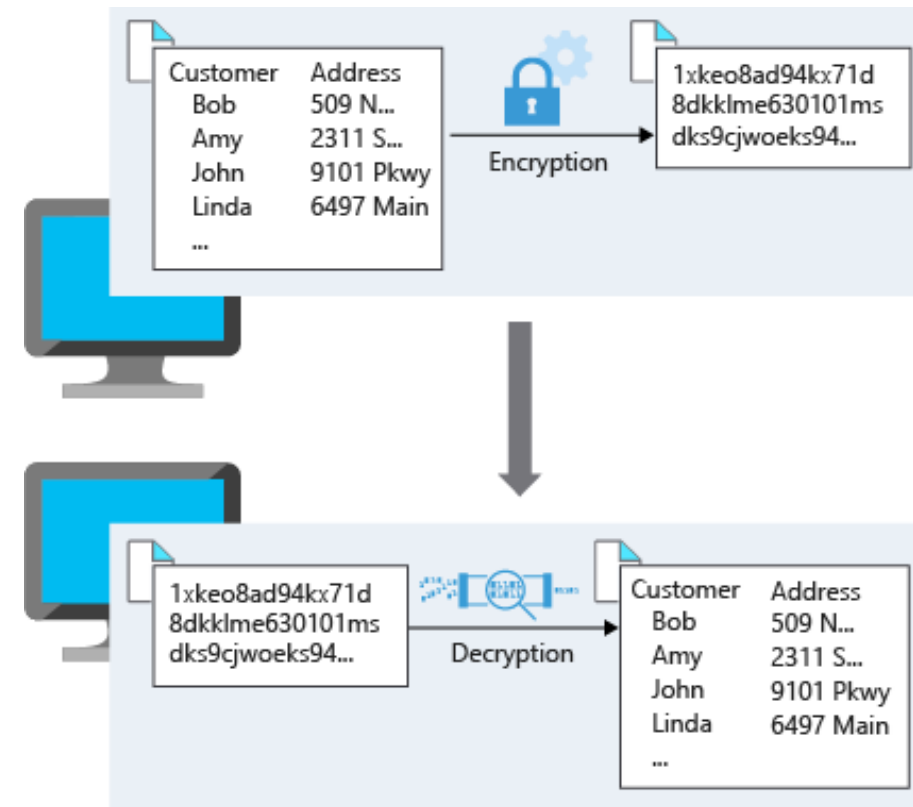 Customer Address
Bob 509 N...
Amy 2311 S...
John 9101 Pkwy
Linda 6497 Main
...
Encryption
1xkeo8ad94kx71d
8dkklme630101ms
dks9cjwoeks94...
1xkeo8ad94kx71d
8dkklme630101ms
dks9cjwoeks94...
Decryption
Customer Address
Bob 509 N...
Amy 2311 S...
John 9101 Pkwy
Linda 6497 Main
...